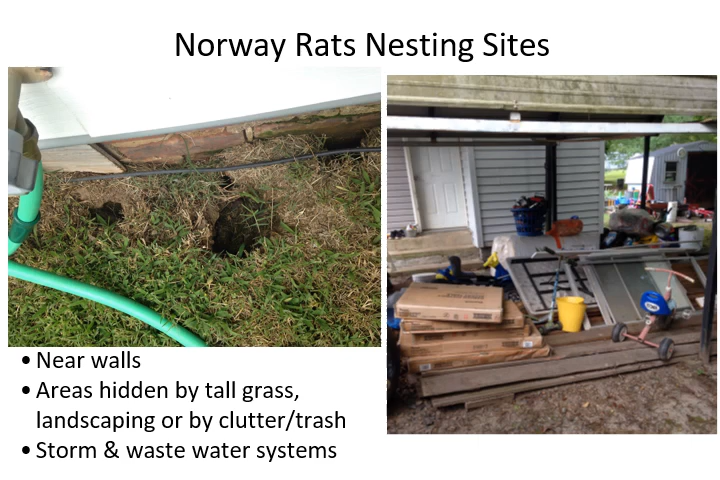 Norway Rats Nesting Sites
• Near walls
• Areas hidden by tall grass,
landscaping or by clutter/trash
• Storm & waste water systems